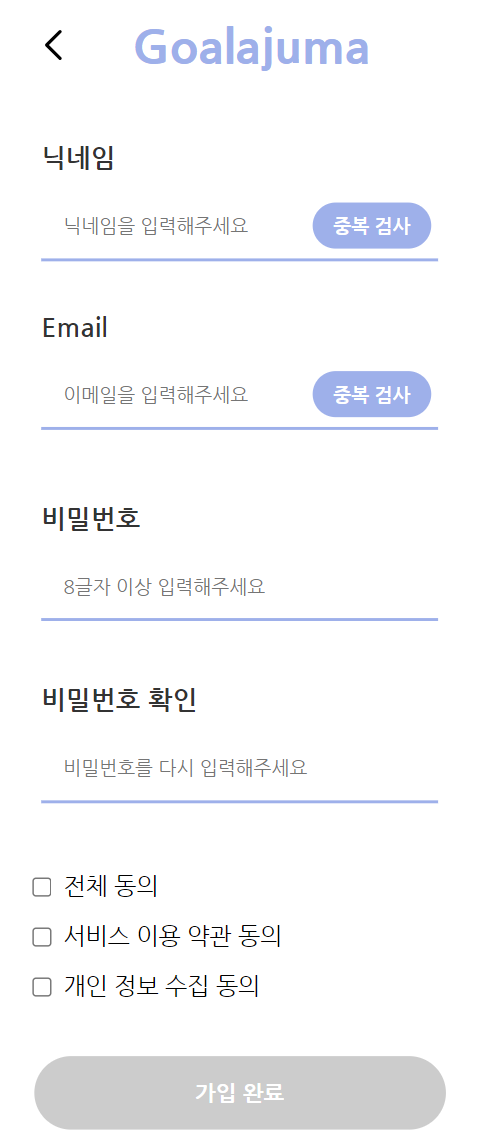 Goalajuma
닉네임
닉네임을 입력해주세요 중복 검사
Email
이메일을 입력해주세요 중복 검사
비밀번호
8글자 이상 입력해주세요
비밀번호 확인
비밀번호를 다시 입력해주세요
전체 동의
서비스 이용 약관 동의
개인 정보 수집 동의
가입 완료